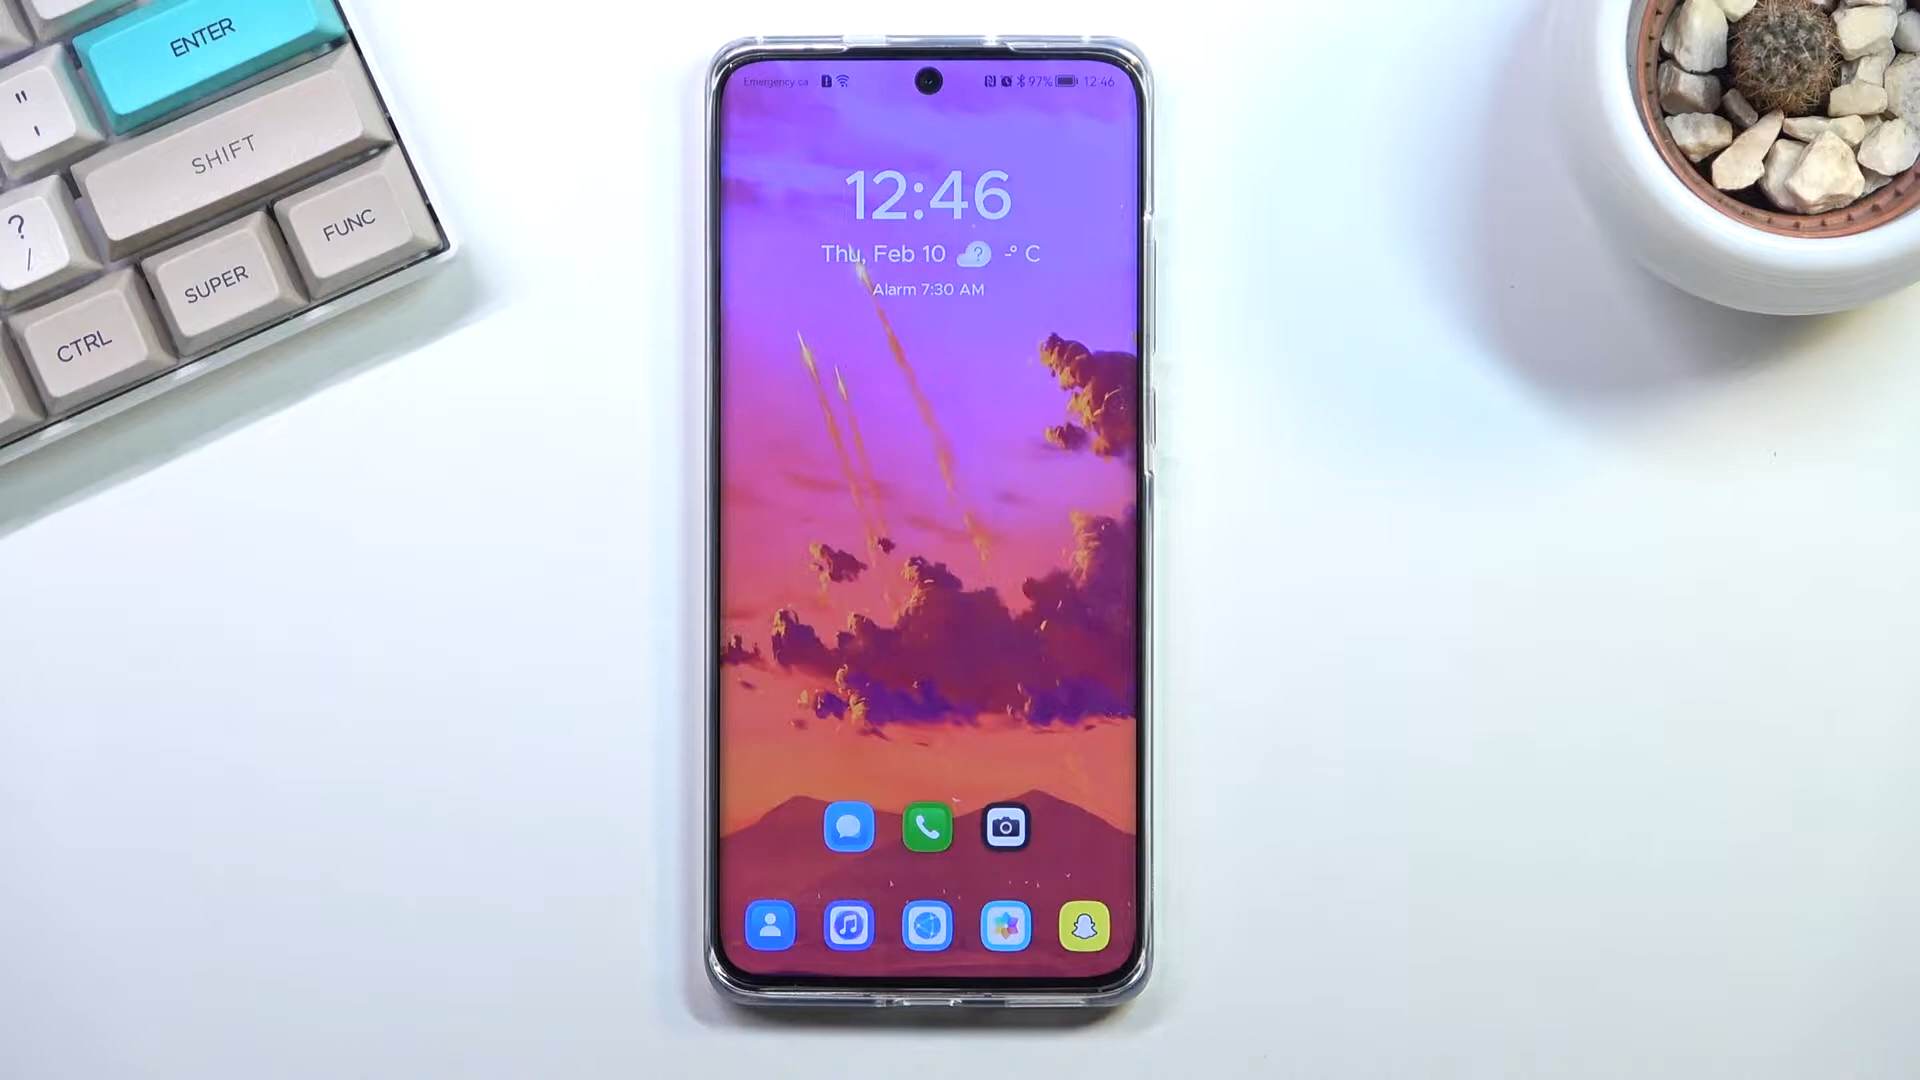 ENTER
"
'
SHIFT
?
/
FUNC
SUPER
CTRL
Emergency ca
97%
12:46
12:46
Thu, Feb 10 ? -° C
Alarm 7:30 AM